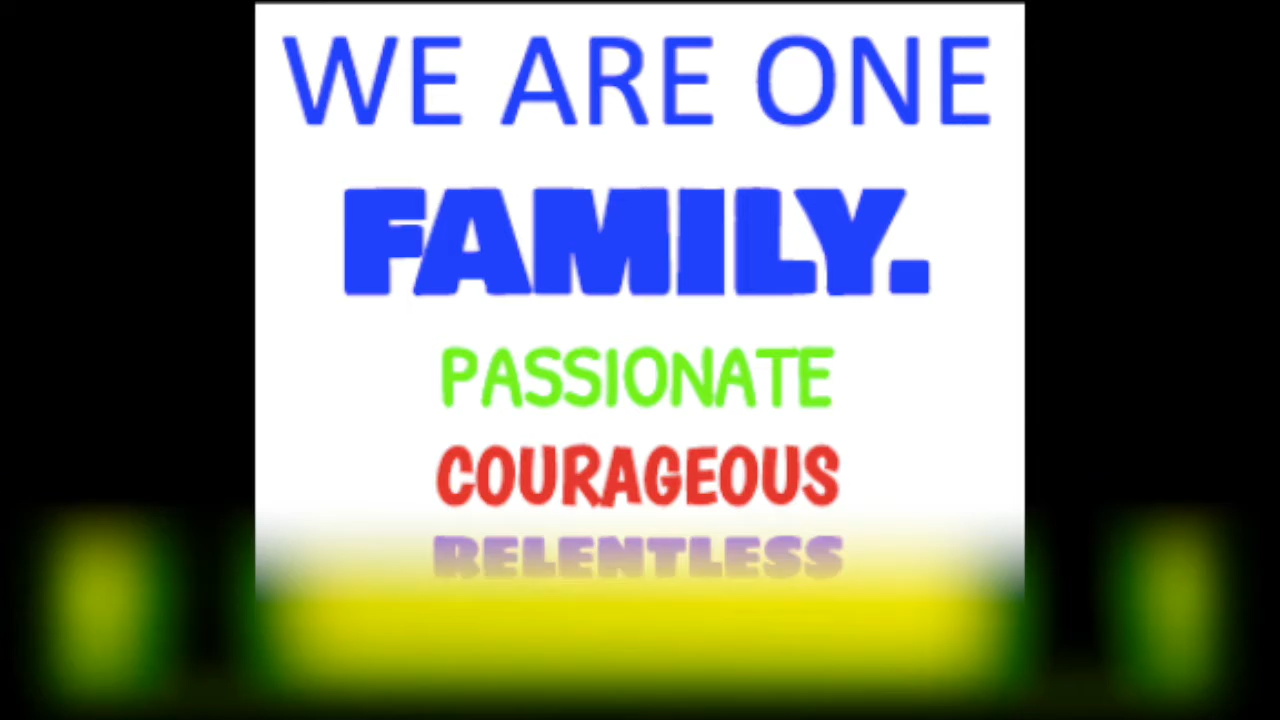 WE ARE ONE
FAMILY.
PASSIONATE
COURAGEOUS
RELENTLESS